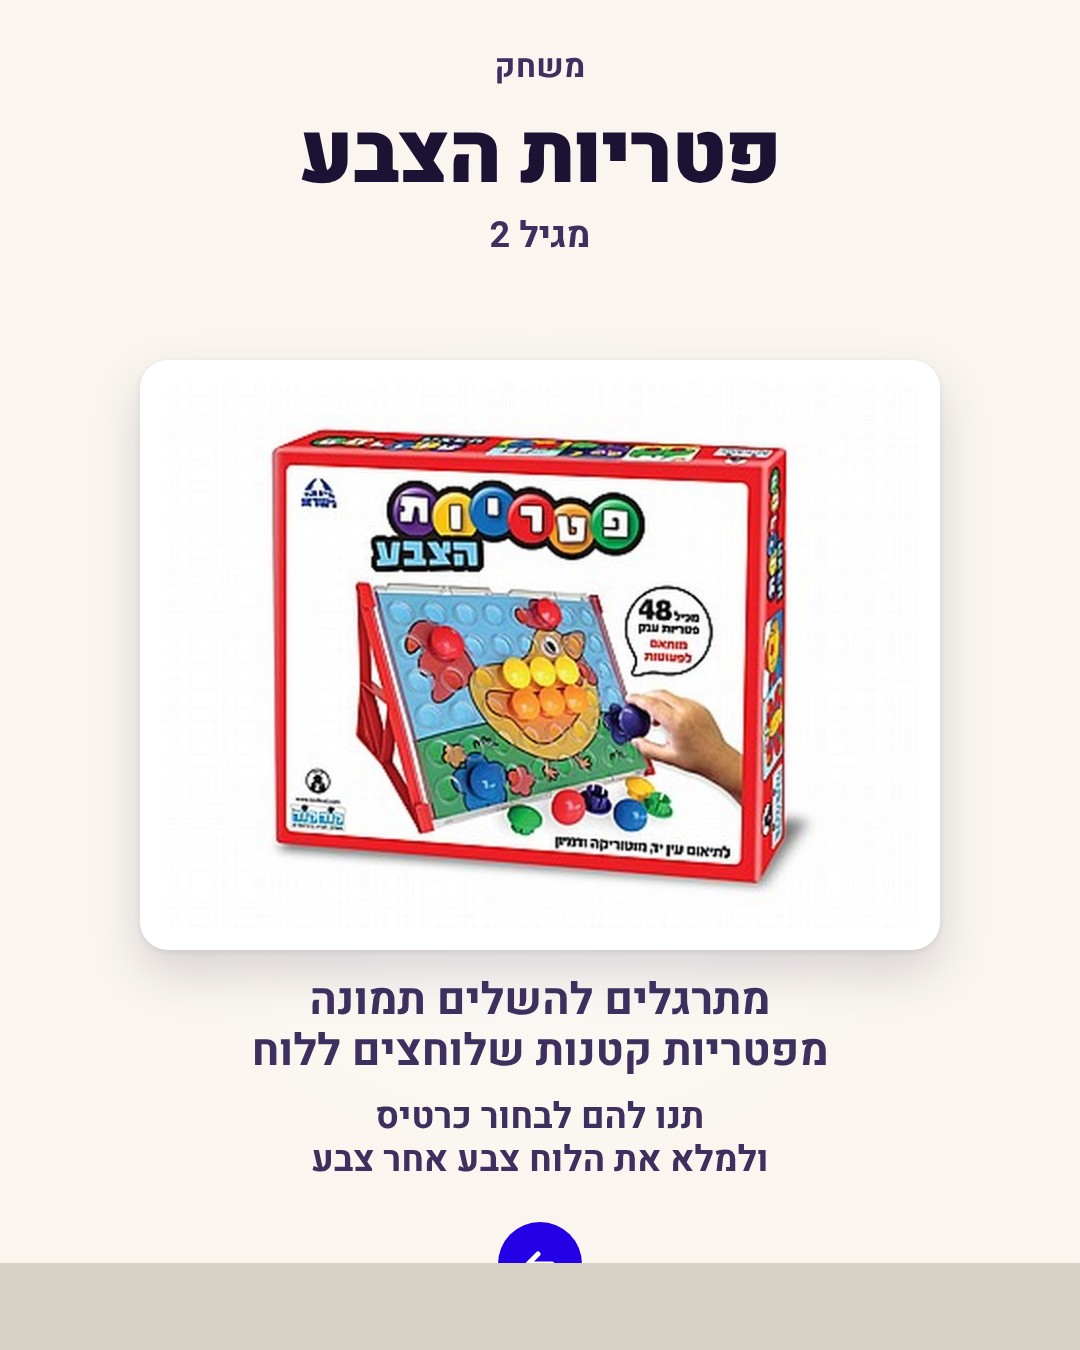 משחק
פטריות הצבע
מגיל 2
פטריות
הצבע
מכיל 48
פטריות ענק
מותאם
לפעוטות
לתיאום עין יד, מוטוריקה ודמיון
מתרגלים להשלים תמונה
מפטריות קטנות שלוחצים ללוח
תנו להם לבחור כרטיס
ולמלא את הלוח צבע אחר צבע